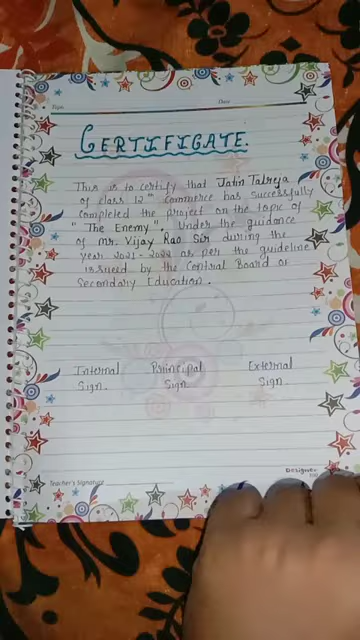 Date
CERTIFICATE.
This is to certify that Jatin Talreja
of class 12th Commerce has successfully
completed the project on the topic of
"The Enemy". Under the guidance
of Mr. Vijay Rao Sir during the
year 2021-2022 as per the guideline
issued by the Central Board of
Secondary Education.
Internal Principal External
Sign. Sign. Sign.
Teacher's Signature
Designer